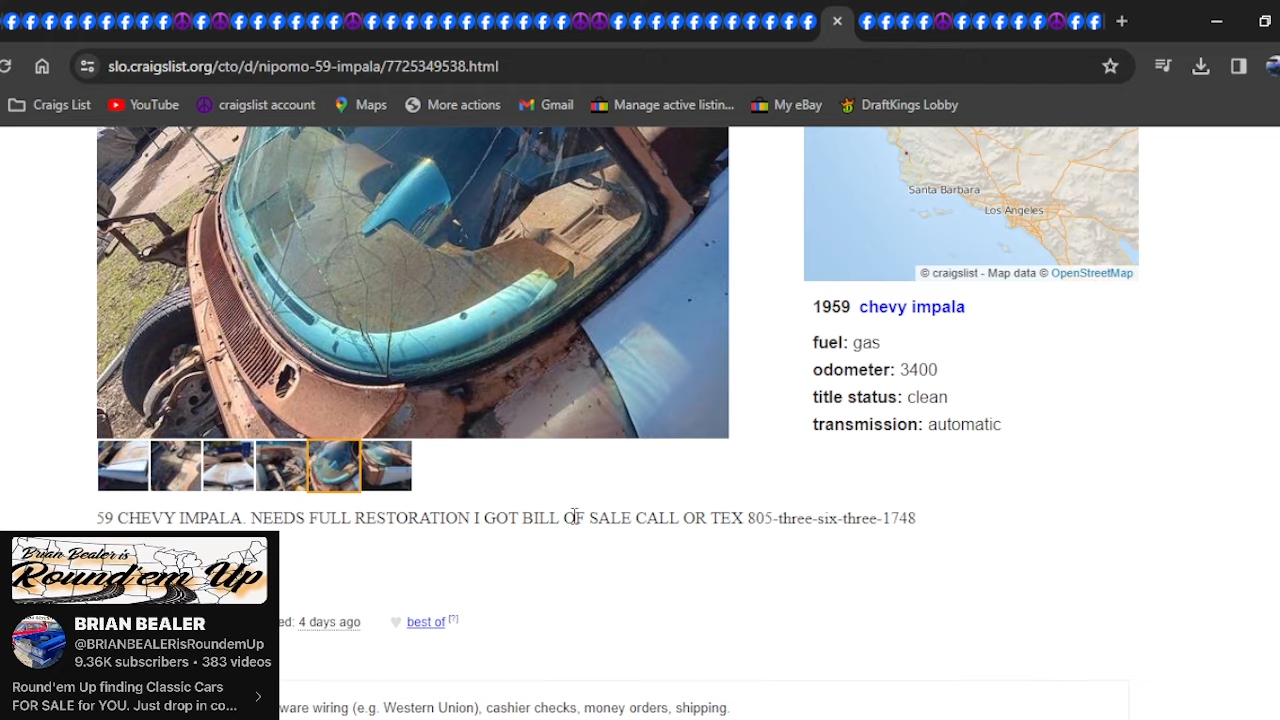 slo.craigslist.org/cto/d/nipomo-59-impala/7725349538.html
Craigs List YouTube craigslist account Maps More actions Gmail Manage active listin... My eBay DraftKings Lobby
Santa Barbara
Los Angeles
© craigslist - Map data © OpenStreetMap
1959 chevy impala
fuel: gas
odometer: 3400
title status: clean
transmission: automatic
59 CHEVY IMPALA. NEEDS FULL RESTORATION I GOT BILL OF SALE CALL OR TEX 805-three-six-three-1748
Brian Bealer is
Round'em Up
BRIAN BEALER
@BRIANBEALERisRoundemUp
9.36K subscribers • 383 videos
Round'em Up finding Classic Cars
FOR SALE for YOU. Just drop in co...
ed: 4 days ago
best of [?]
ware wiring (e.g. Western Union), cashier checks, money orders, shipping.